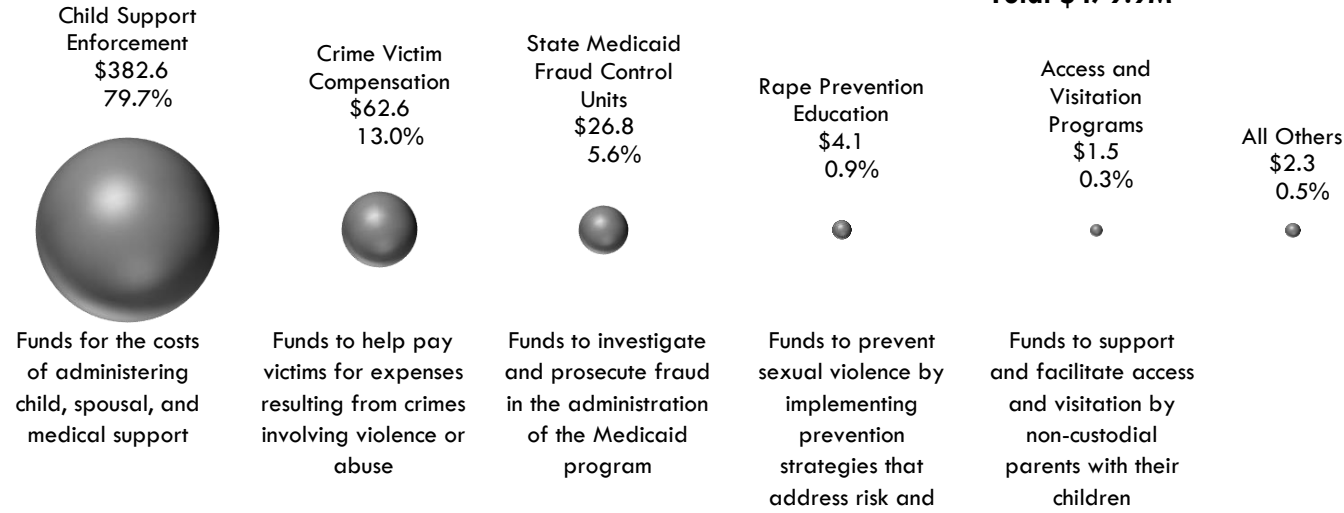 Total $479.9M
Child Support
Enforcement
$382.6
79.7%
Crime Victim
Compensation
$62.6
13.0%
State Medicaid
Fraud Control
Units
$26.8
5.6%
Rape Prevention
Education
$4.1
0.9%
Access and
Visitation
Programs
$1.5
0.3%
All Others
$2.3
0.5%
Funds for the costs
of administering
child, spousal, and
medical support
Funds to help pay
victims for expenses
resulting from crimes
involving violence or
abuse
Funds to investigate
and prosecute fraud
in the administration
of the Medicaid
program
Funds to prevent
sexual violence by
implementing
prevention
strategies that
address risk and
Funds to support
and facilitate access
and visitation by
non-custodial
parents with their
children